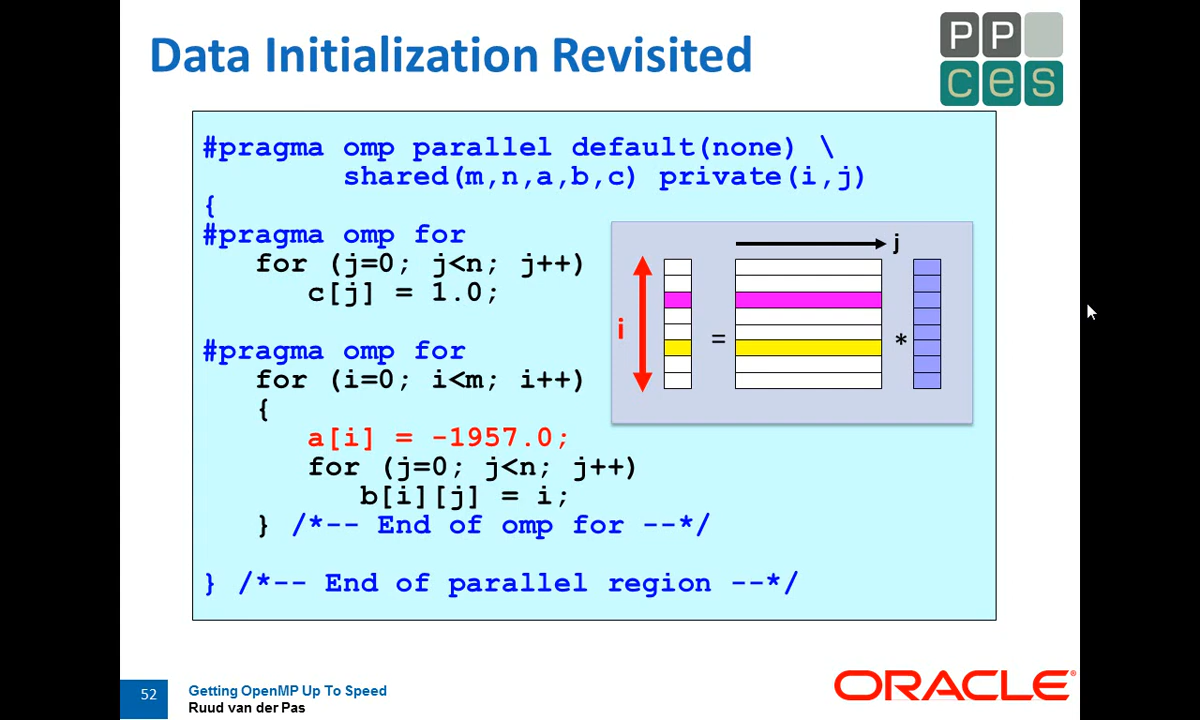 Data Initialization Revisited
PP
ces
#pragma omp parallel default(none) \
shared(m,n,a,b,c) private(i,j)
{
#pragma omp for
for (j=0; j<n; j++)
c[j] = 1.0;
#pragma omp for
for (i=0; i<m; i++)
{
a[i] = -1957.0;
for (j=0; j<n; j++)
b[i][j] = i;
} /*-- End of omp for --*/
} /*-- End of parallel region --*/
j
i
= *
52
Getting OpenMP Up To Speed
Ruud van der Pas
ORACLE®